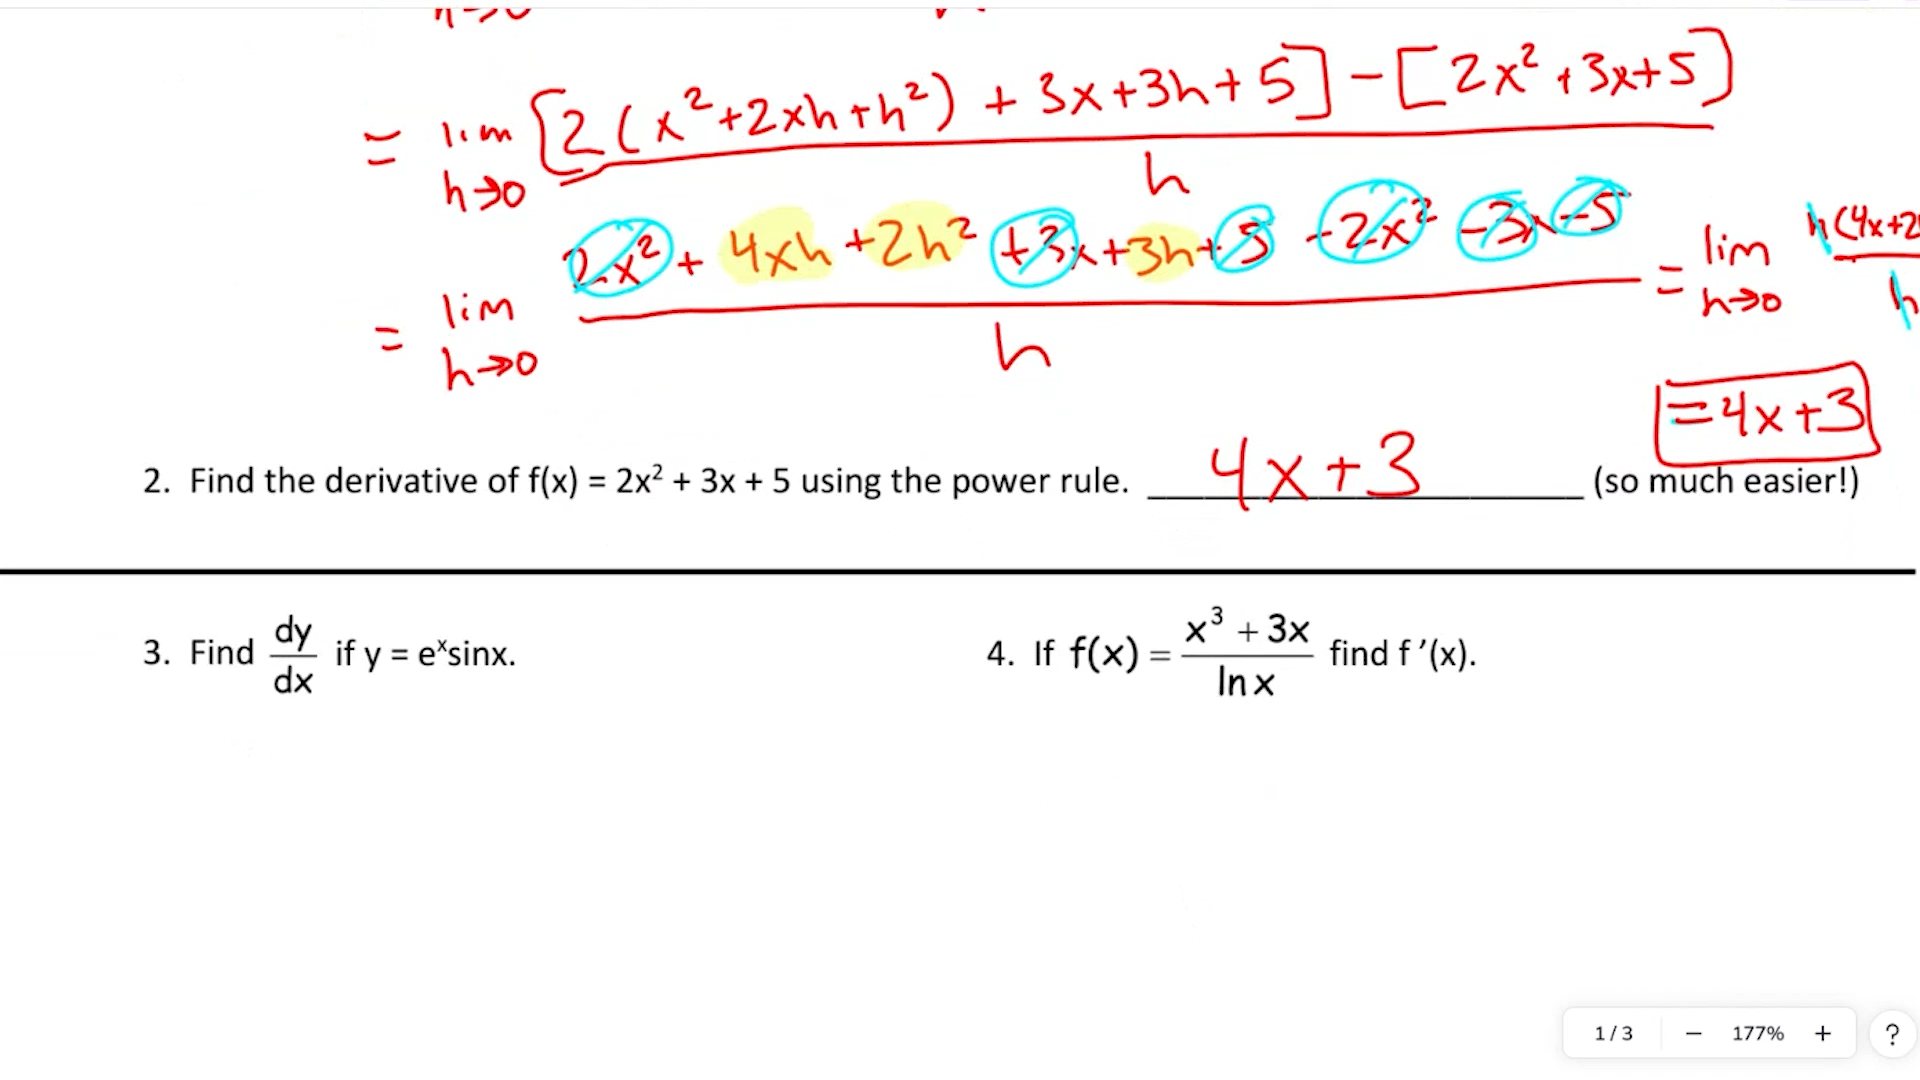 = lim [2(x²+2xh+h²) + 3x+3h+5] - [2x²+3x+5]
h→0 h
= lim 2x² + 4xh + 2h² + 3x + 3h + 5 - 2x² - 3x - 5 = lim h(4x+2
h→0 h h→0 h
= 4x+3
2. Find the derivative of f(x) = 2x² + 3x + 5 using the power rule. 4x+3 (so much easier!)
3. Find dy/dx if y = eˣsinx.
4. If f(x) = (x³ + 3x)/(ln x) find f ′(x).
1 / 3 − 177% + ?